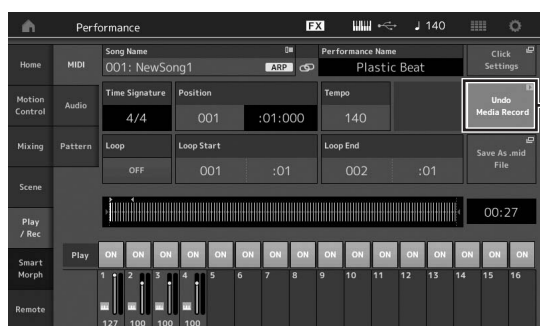 Performance
FX
♩ 140
Home
Motion
Control
Mixing
Scene
Play
/ Rec
Smart
Morph
Remote
MIDI
Audio
Pattern
Song Name
001: NewSong1
ARP
Performance Name
Plastic Beat
Click
Settings
Time Signature
4/4
Position
001
:01:000
Tempo
140
Undo
Media Record
Loop
OFF
Loop Start
001
:01
Loop End
002
:01
Save As .mid
File
00:27
Play
ON ON ON ON ON ON ON ON ON ON ON ON ON ON ON ON
1 2 3 4 5 6 7 8 9 10 11 12 13 14 15 16
127 100 100 100